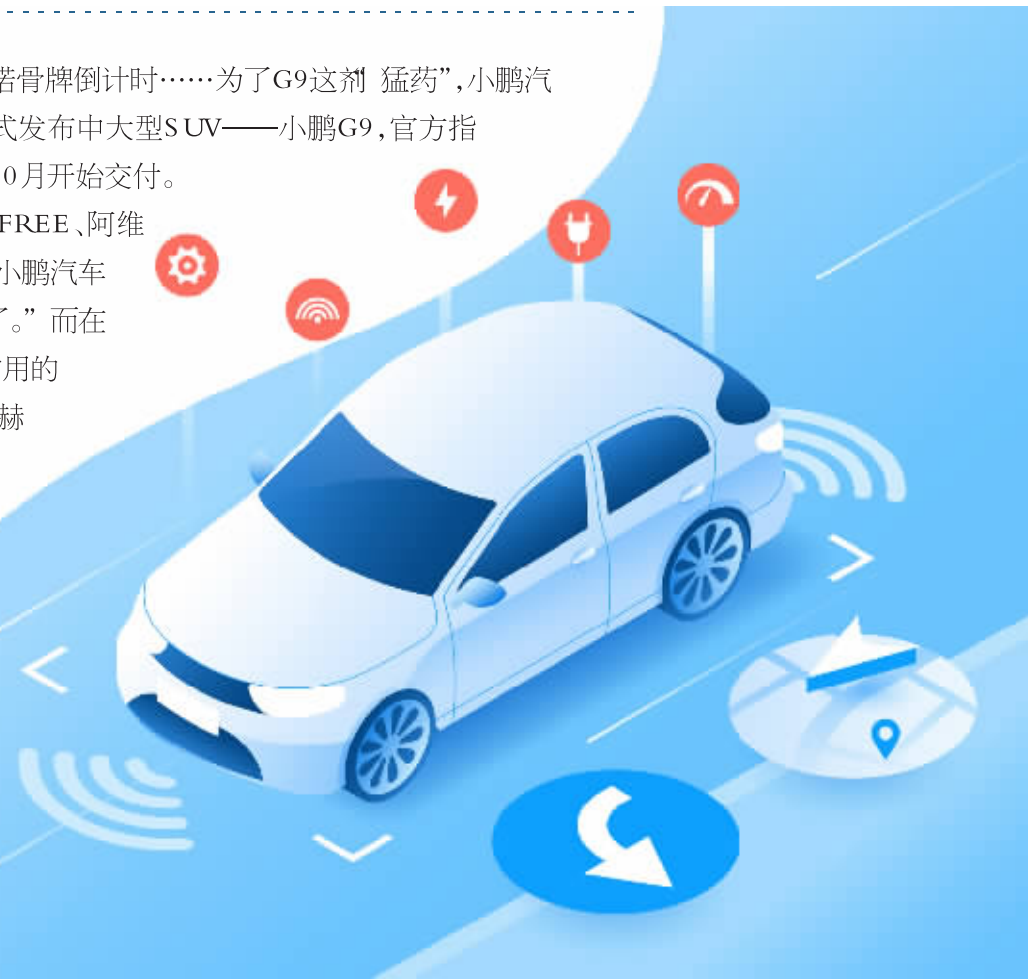 诺骨牌倒计时……为了G9这剂“猛药”,小鹏汽
式发布中大型SUV——小鹏G9,官方指
0月开始交付。
FREE、阿维
小鹏汽车
了。”而在
用的
赫